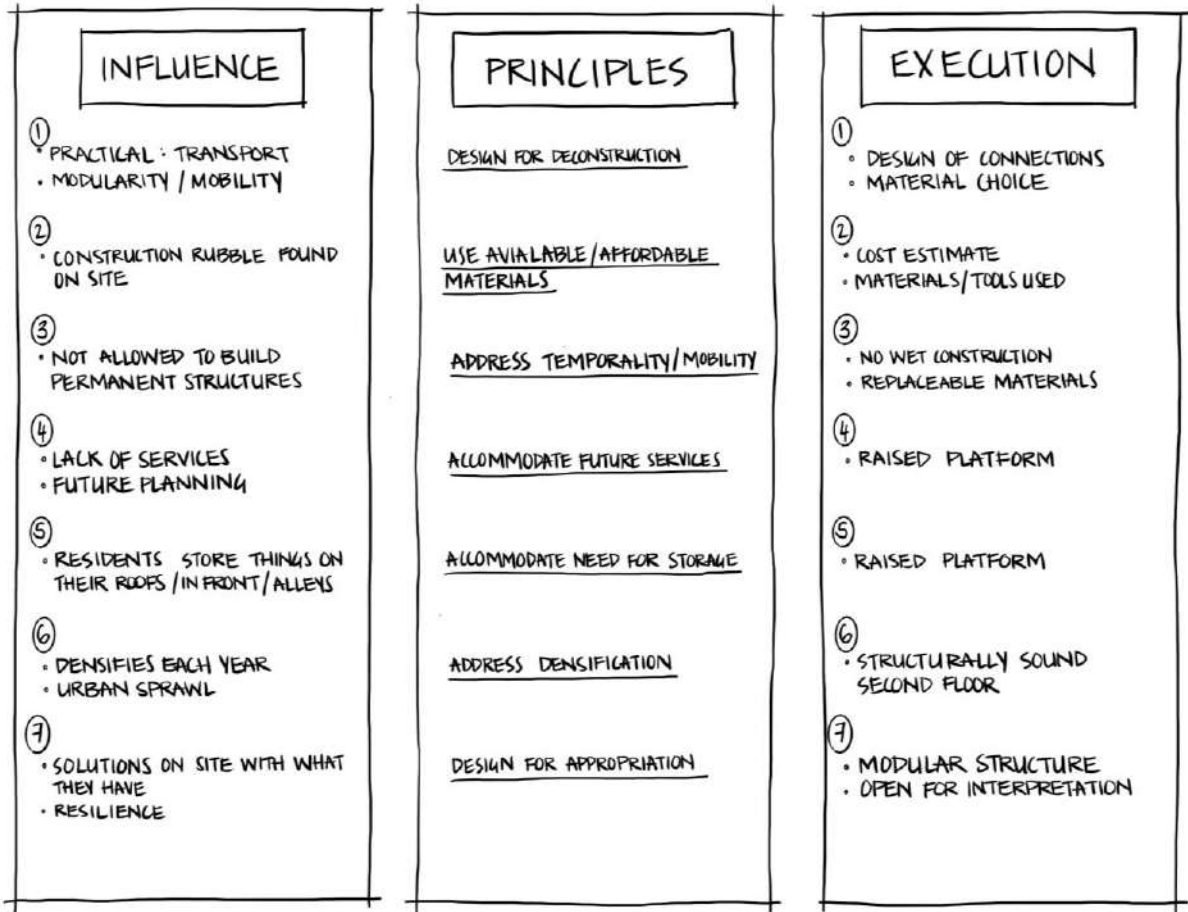 INFLUENCE
①
• PRACTICAL : TRANSPORT
• MODULARITY / MOBILITY
②
• CONSTRUCTION RUBBLE FOUND
ON SITE
③
• NOT ALLOWED TO BUILD
PERMANENT STRUCTURES
④
• LACK OF SERVICES
• FUTURE PLANNING
⑤
• RESIDENTS STORE THINGS ON
THEIR ROOFS / IN FRONT / ALLEYS
⑥
• DENSIFIES EACH YEAR
• URBAN SPRAWL
⑦
• SOLUTIONS ON SITE WITH WHAT
THEY HAVE
• RESILIENCE
PRINCIPLES
DESIGN FOR DECONSTRUCTION
USE AVIALABLE/AFFORDABLE
MATERIALS
ADDRESS TEMPORALITY/MOBILITY
ACCOMMODATE FUTURE SERVICES
ACCOMMODATE NEED FOR STORAGE
ADDRESS DENSIFICATION
DESIGN FOR APPROPRIATION
EXECUTION
①
• DESIGN OF CONNECTIONS
• MATERIAL CHOICE
②
• COST ESTIMATE
• MATERIALS/TOOLS USED
③
• NO WET CONSTRUCTION
• REPLACEABLE MATERIALS
④
• RAISED PLATFORM
⑤
• RAISED PLATFORM
⑥
• STRUCTURALLY SOUND
SECOND FLOOR
⑦
• MODULAR STRUCTURE
• OPEN FOR INTERPRETATION